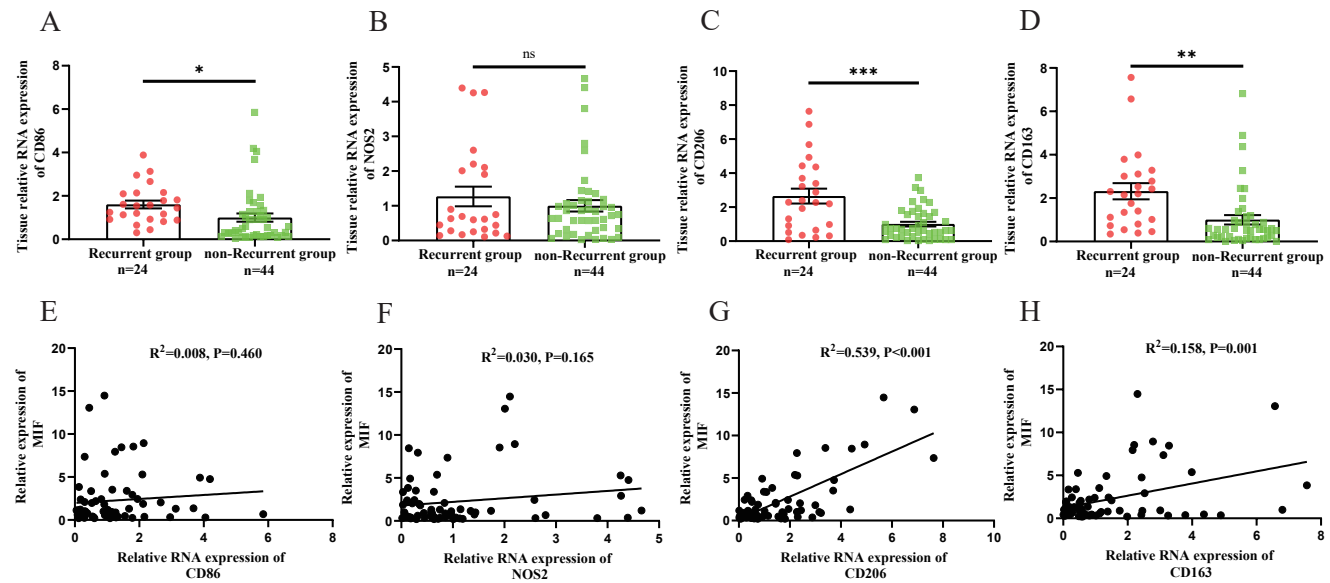 A
Tissue relative RNA expression
of CD86
8
6
4
2
0
*
Recurrent group
n=24
non-Recurrent group
n=44
B
Tissue relative RNA expression
of NOS2
5
4
3
2
1
0
ns
Recurrent group
n=24
non-Recurrent group
n=44
C
Tissue relative RNA expression
of CD206
10
8
6
4
2
0
***
Recurrent group
n=24
non-Recurrent group
n=44
D
Tissue relative RNA expression
of CD163
8
6
4
2
0
**
Recurrent group
n=24
non-Recurrent group
n=44
E
R²=0.008, P=0.460
Relative expression of
MIF
20
15
10
5
0
0 2 4 6 8
Relative RNA expression of
CD86
F
R²=0.030, P=0.165
Relative expression of
MIF
20
15
10
5
0
0 1 2 3 4 5
Relative RNA expression of
NOS2
G
R²=0.539, P<0.001
Relative expression of
MIF
20
15
10
5
0
0 2 4 6 8 10
Relative RNA expression of
CD206
H
R²=0.158, P=0.001
Relative expression of
MIF
20
15
10
5
0
0 2 4 6 8
Relative RNA expression of
CD163